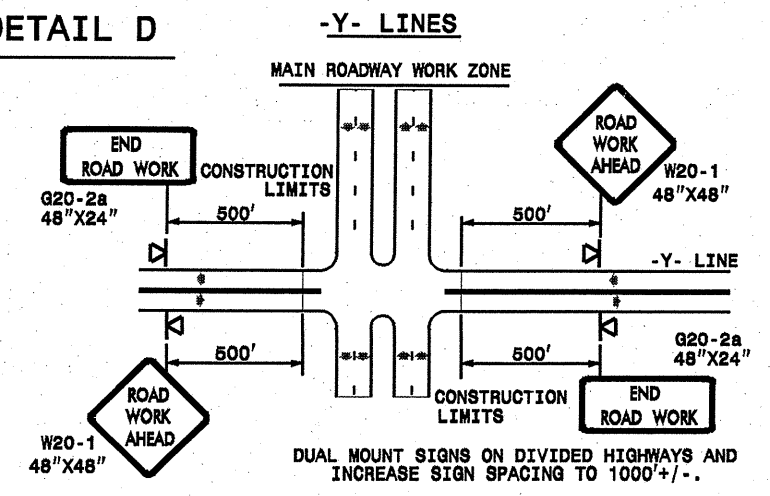 DETAIL D
-Y- LINES
MAIN ROADWAY WORK ZONE
END
ROAD WORK
G20-2a
48"X24"
CONSTRUCTION
LIMITS
500'
500'
ROAD
WORK
AHEAD
W20-1
48"X48"
-Y- LINE
500'
500'
ROAD
WORK
AHEAD
W20-1
48"X48"
CONSTRUCTION
LIMITS
G20-2a
48"X24"
END
ROAD WORK
DUAL MOUNT SIGNS ON DIVIDED HIGHWAYS AND
INCREASE SIGN SPACING TO 1000'+/-.